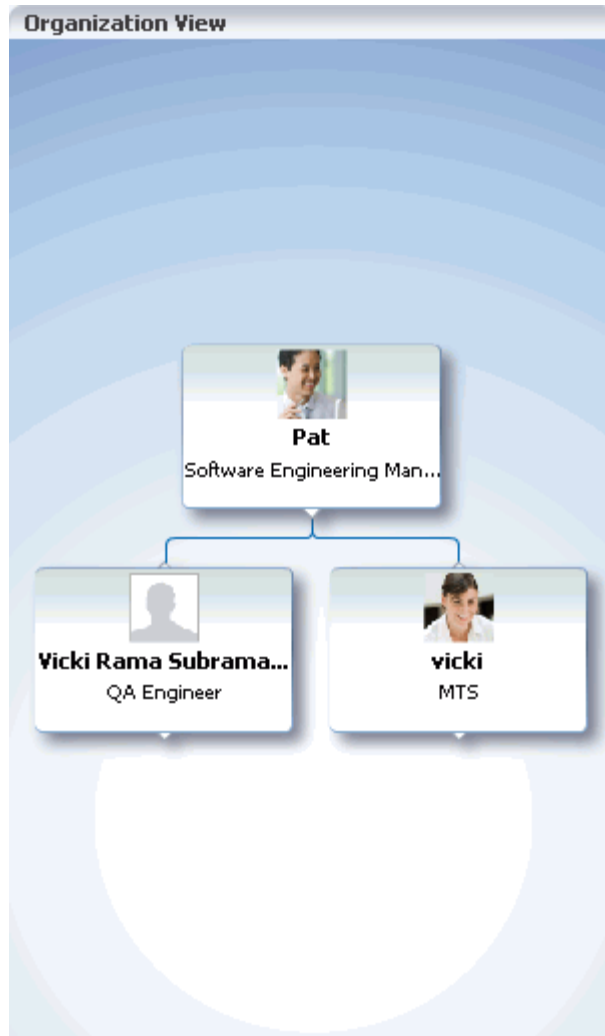 Organization View
Pat
Software Engineering Man...
Vicki Rama Subrama...
QA Engineer
vicki
MTS